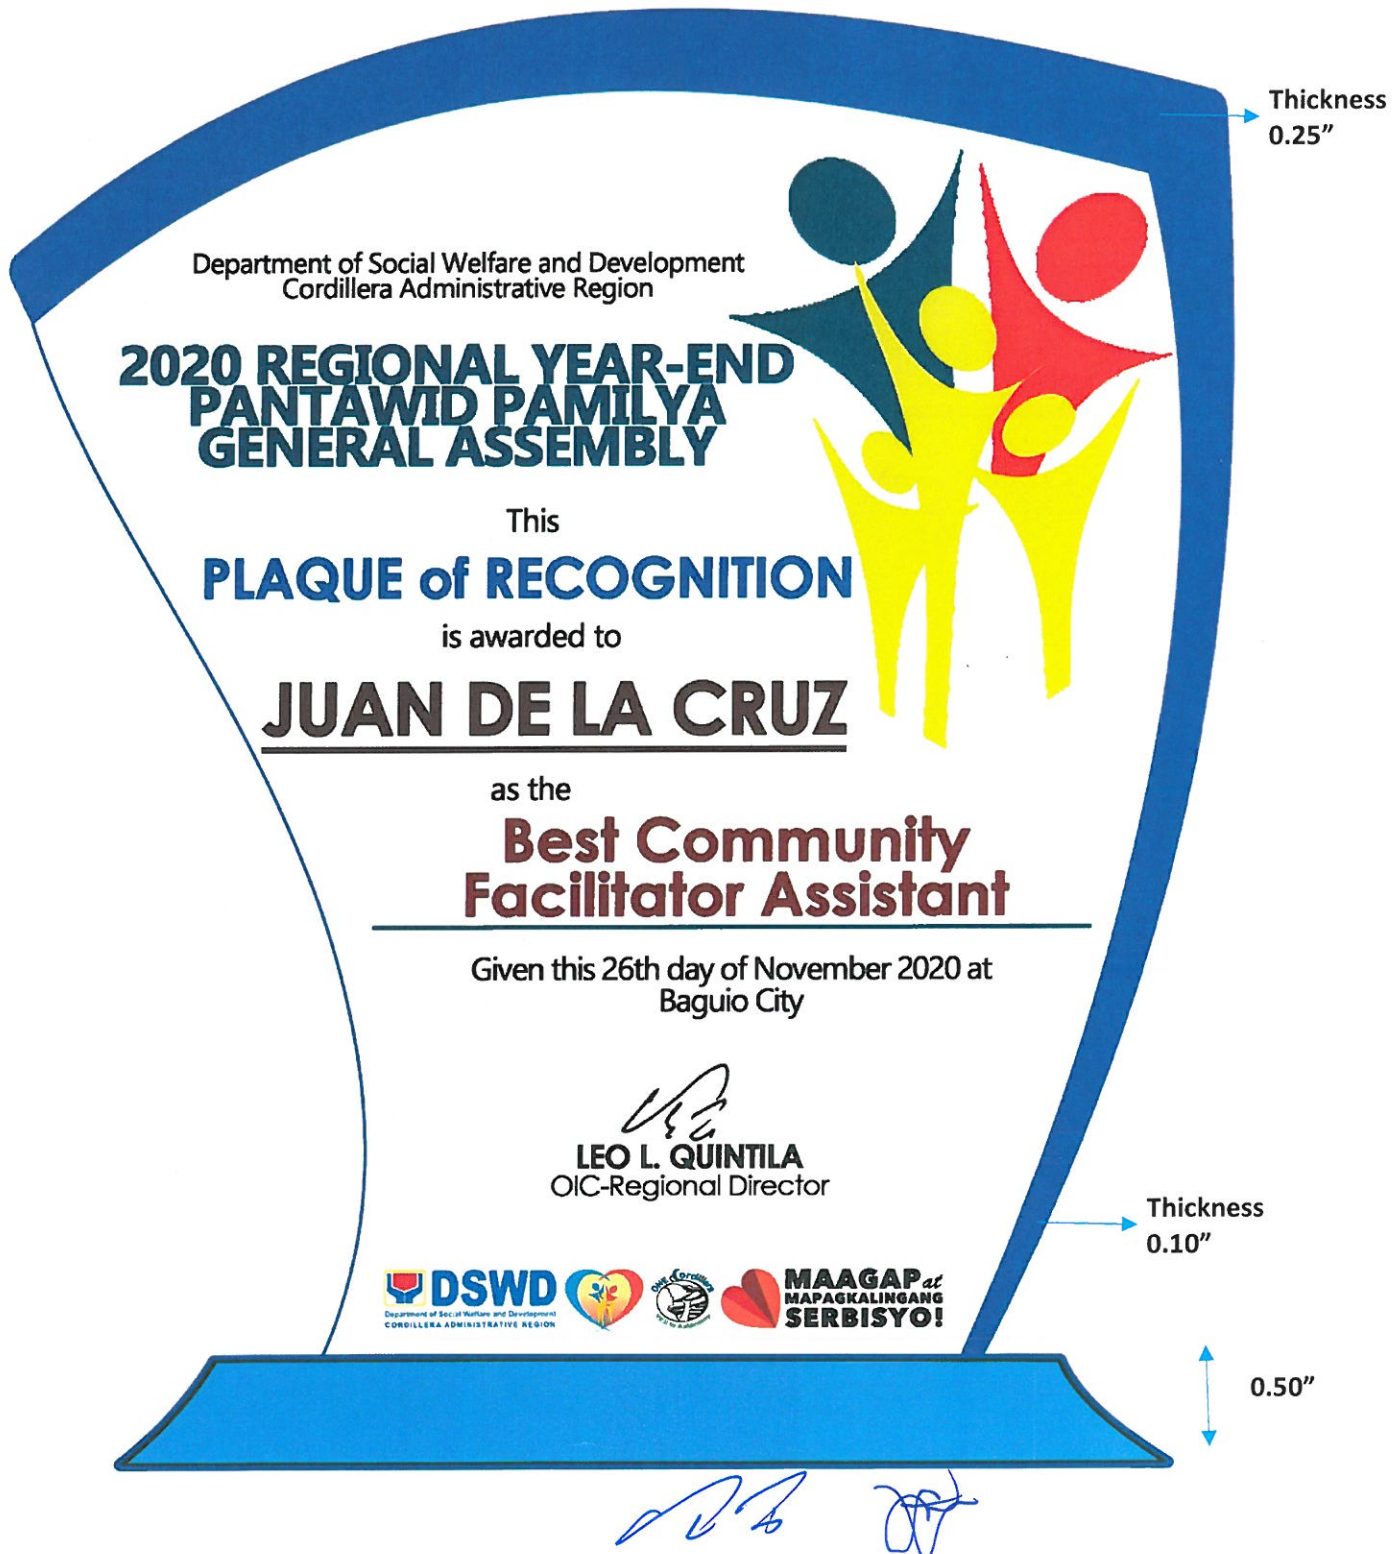 Thickness
0.25”
Department of Social Welfare and Development
Cordillera Administrative Region
2020 REGIONAL YEAR-END
PANTAWID PAMILYA
GENERAL ASSEMBLY
This
PLAQUE of RECOGNITION
is awarded to
JUAN DE LA CRUZ
as the
Best Community
Facilitator Assistant
Given this 26th day of November 2020 at
Baguio City
LEO L. QUINTILA
OIC-Regional Director
Thickness
0.10”
DSWD
Department of Social Welfare and Development
CORDILLERA ADMINISTRATIVE REGION
ONE Cordillera
MAAGAP at
MAPAGKALINGANG
SERBISYO!
0.50”